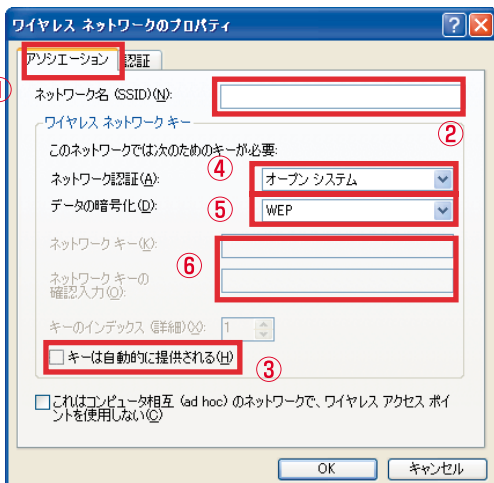 ワイヤレス ネットワークのプロパティ
アソシエーション 認証
①
ネットワーク名 (SSID)(N):
②
ワイヤレス ネットワーク キー
このネットワークでは次のためのキーが必要:
④
ネットワーク認証(A): オープン システム
⑤
データの暗号化(D): WEP
ネットワーク キー(K):
⑥
ネットワーク キーの
確認入力(O):
キーのインデックス (詳細)(X): 1
キーは自動的に提供される(H)
③
これはコンピュータ相互 (ad hoc) のネットワークで、ワイヤレス アクセス ポイ
ントを使用しない(C)
OK キャンセル